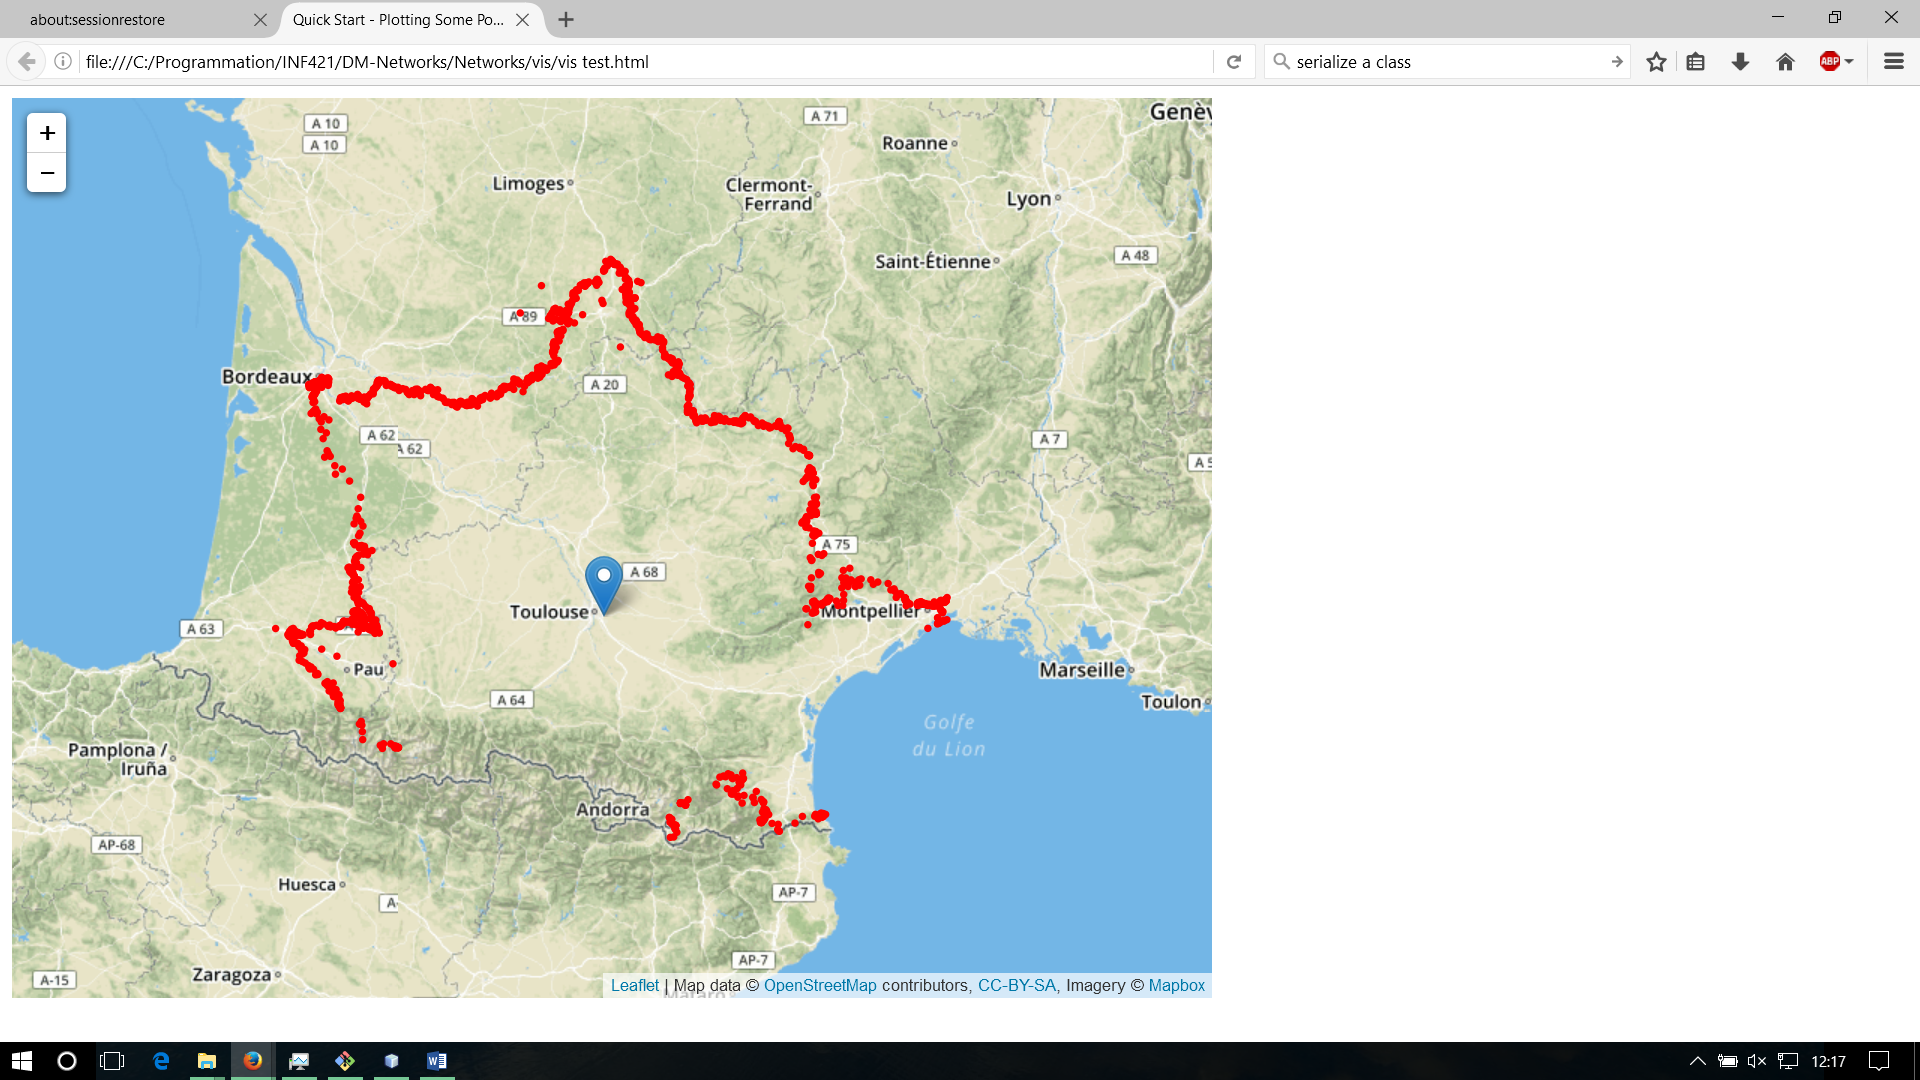 about:sessionrestore
Quick Start - Plotting Some Po...
file:///C:/Programmation/INF421/DM-Networks/Networks/vis/vis test.html
serialize a class
ABP
+
−
A 10
A 10
A 71
Genèv
Roanne
Limoges
Clermont-
Ferrand
Lyon
Saint-Étienne
A 48
A 89
Bordeaux
A 20
A 62
A 62
A 7
A 5
A 75
A 68
Toulouse
Montpellier
A 63
Pau
Marseille
A 64
Toulon
Golfe
du Lion
Pamplona /
Iruña
Andorra
AP-68
Huesca
AP-7
A-
AP-7
Zaragoza
A-15
Leaflet | Map data © OpenStreetMap contributors, CC-BY-SA, Imagery © Mapbox
12:17